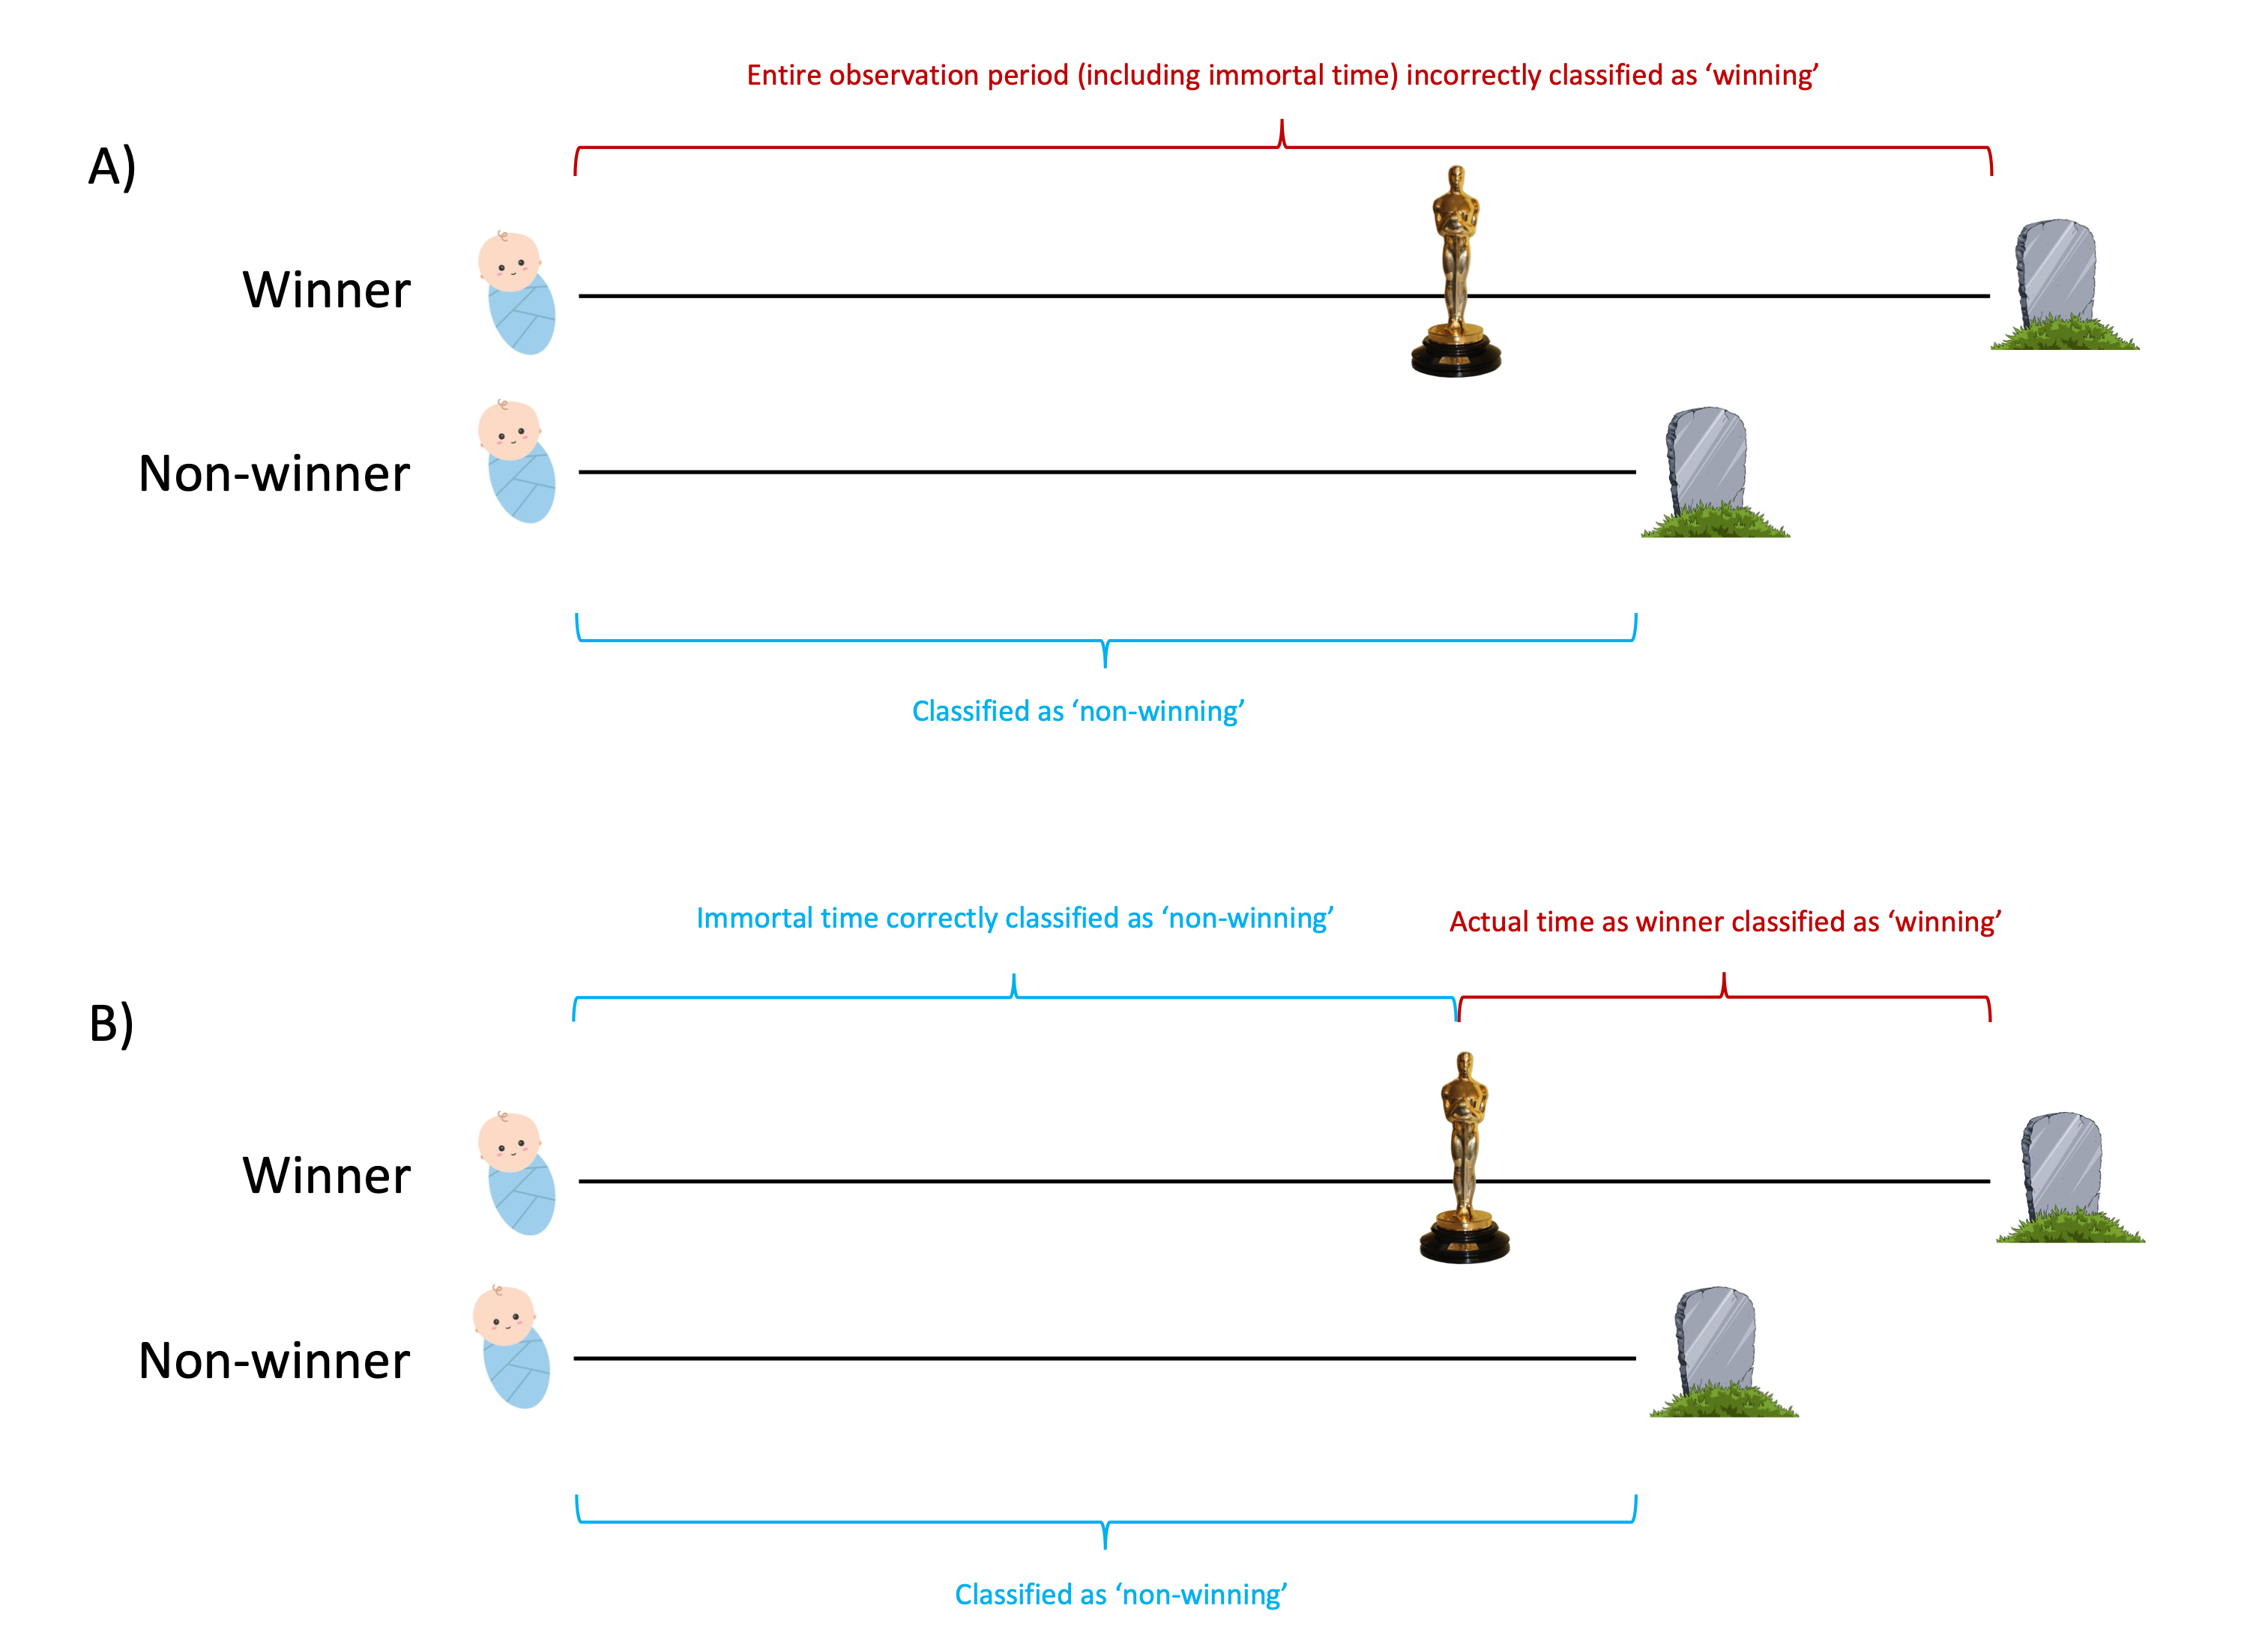 Entire observation period (including immortal time) incorrectly classified as ‘winning’
A)
Winner
Non-winner
Classified as ‘non-winning’
Immortal time correctly classified as ‘non-winning’
Actual time as winner classified as ‘winning’
B)
Winner
Non-winner
Classified as ‘non-winning’